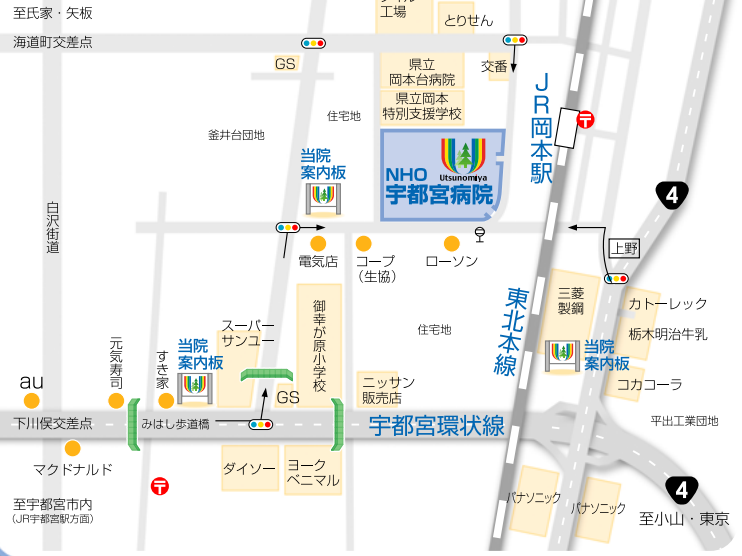 至氏家・矢板
工場
とりせん
海道町交差点
GS
県立
岡本台病院
交番
県立岡本
特別支援学校
住宅地
釜井台団地
JR岡本駅
〒
当院
案内板
NHO
宇都宮病院
Utsunomiya
4
白沢街道
上野
電気店
コープ
(生協)
ローソン
三菱
製鋼
カトーレック
栃木明治牛乳
東北本線
御幸が原小学校
スーパー
サンユー
住宅地
元気寿司
すき家
当院
案内板
当院
案内板
コカコーラ
au
GS
ニッサン
販売店
下川俣交差点
みはし歩道橋
宇都宮環状線
平出工業団地
マクドナルド
ダイソー
ヨーク
ベニマル
〒
パナソニック
パナソニック
4
至小山・東京
至宇都宮市内
(JR宇都宮駅方面)